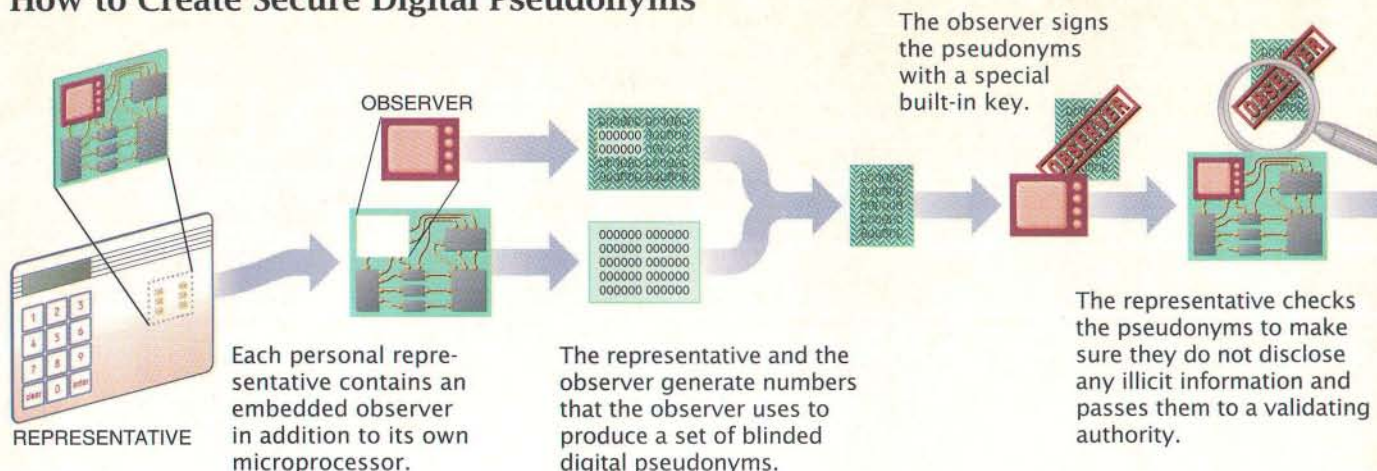 How to Create Secure Digital Pseudonyms
The observer signs
the pseudonyms
with a special
built-in key.
OBSERVER
OBSERVER
OBSERVER
000000
000000
000000 000000
000000 000000
000000 000000
000000 000000
000000 000000
1 2 3
4 5 6
7 8 9
clear 0 enter
REPRESENTATIVE
Each personal repre-
sentative contains an
embedded observer
in addition to its own
microprocessor.
The representative and the
observer generate numbers
that the observer uses to
produce a set of blinded
digital pseudonyms.
The representative checks
the pseudonyms to make
sure they do not disclose
any illicit information and
passes them to a validating
authority.